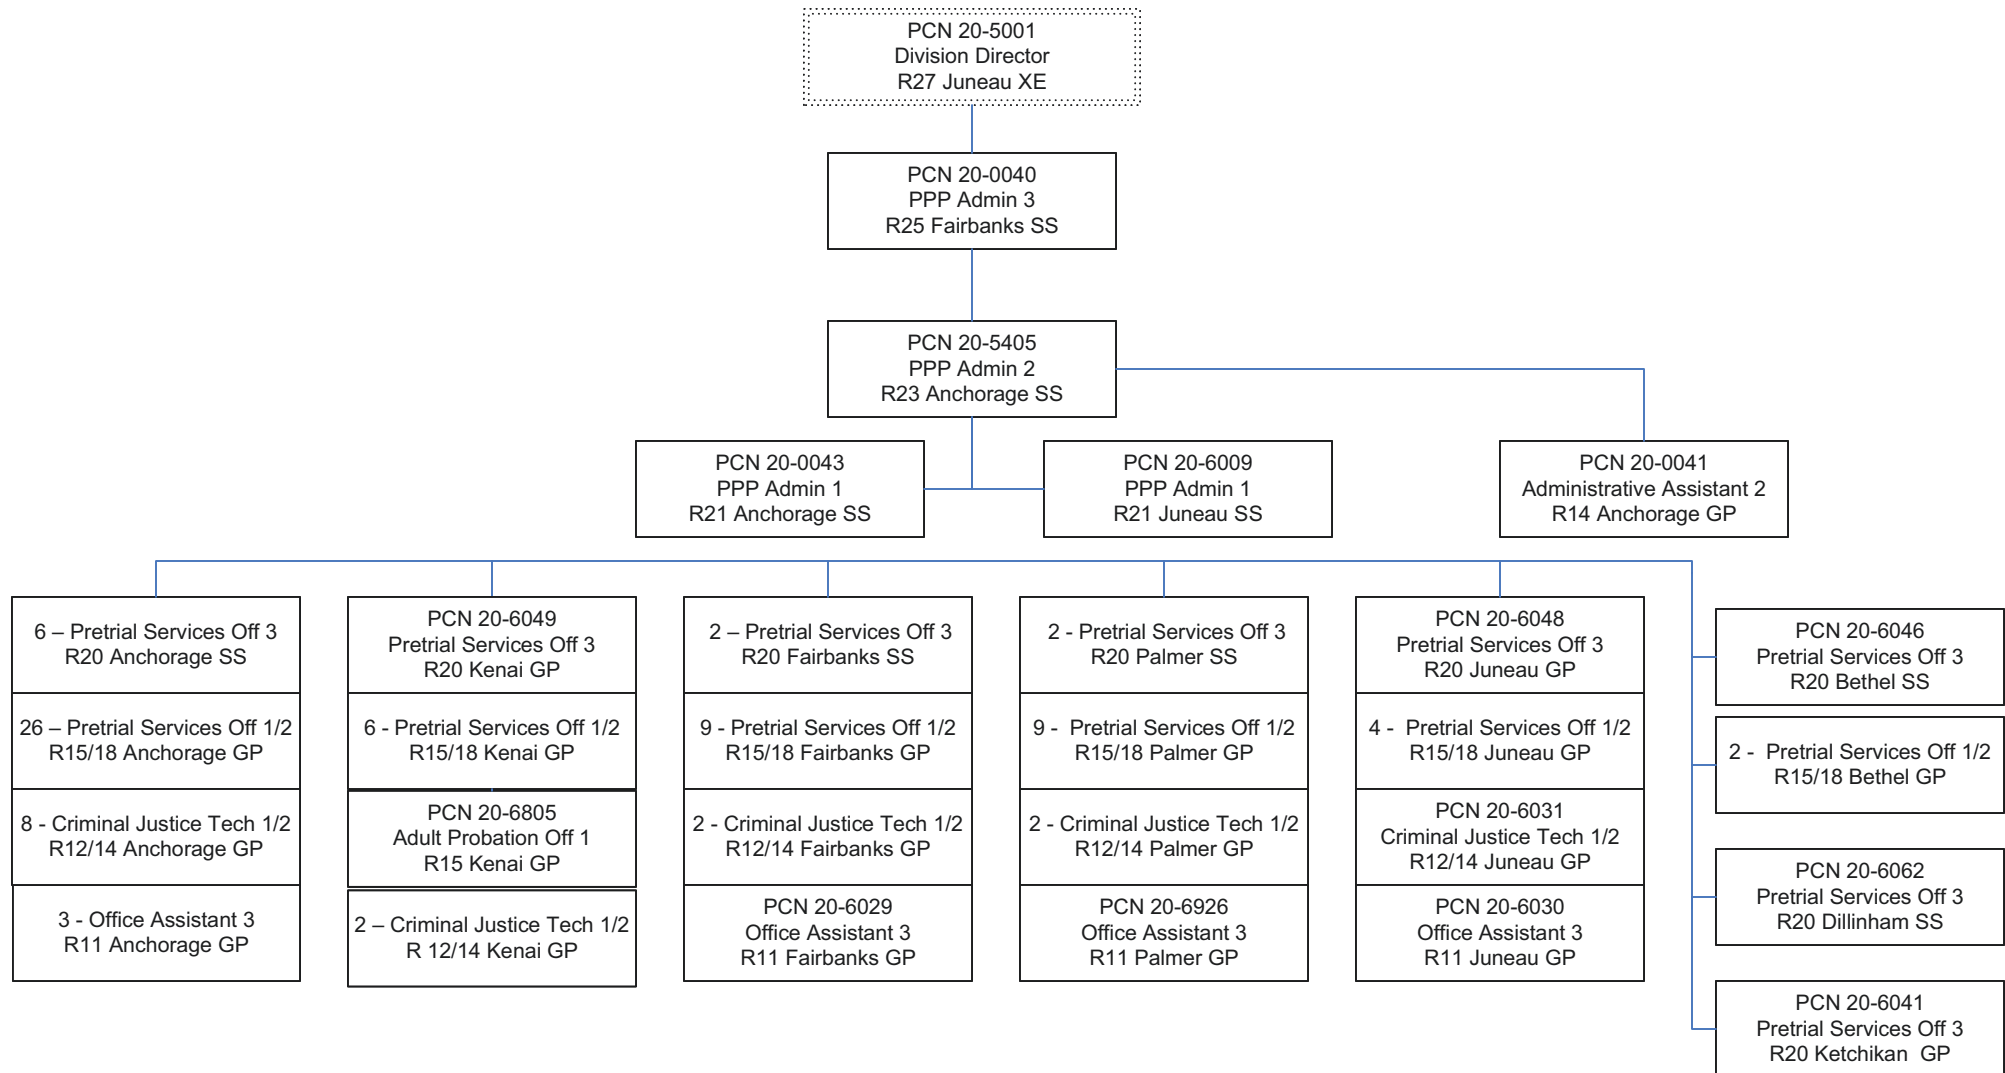 PCN 20-5001
Division Director
R27 Juneau XE
PCN 20-0040
PPP Admin 3
R25 Fairbanks SS
PCN 20-5405
PPP Admin 2
R23 Anchorage SS
PCN 20-0043
PPP Admin 1
R21 Anchorage SS
PCN 20-6009
PPP Admin 1
R21 Juneau SS
PCN 20-0041
Administrative Assistant 2
R14 Anchorage GP
6 – Pretrial Services Off 3
R20 Anchorage SS
26 – Pretrial Services Off 1/2
R15/18 Anchorage GP
8 - Criminal Justice Tech 1/2
R12/14 Anchorage GP
3 - Office Assistant 3
R11 Anchorage GP
PCN 20-6049
Pretrial Services Off 3
R20 Kenai GP
6 - Pretrial Services Off 1/2
R15/18 Kenai GP
PCN 20-6805
Adult Probation Off 1
R15 Kenai GP
2 – Criminal Justice Tech 1/2
R 12/14 Kenai GP
2 – Pretrial Services Off 3
R20 Fairbanks SS
9 - Pretrial Services Off 1/2
R15/18 Fairbanks GP
2 - Criminal Justice Tech 1/2
R12/14 Fairbanks GP
PCN 20-6029
Office Assistant 3
R11 Fairbanks GP
2 - Pretrial Services Off 3
R20 Palmer SS
9 -  Pretrial Services Off 1/2
R15/18 Palmer GP
2 - Criminal Justice Tech 1/2
R12/14 Palmer GP
PCN 20-6926
Office Assistant 3
R11 Palmer GP
PCN 20-6048
Pretrial Services Off 3
R20 Juneau GP
4 -  Pretrial Services Off 1/2
R15/18 Juneau GP
PCN 20-6031
Criminal Justice Tech 1/2
R12/14 Juneau GP
PCN 20-6030
Office Assistant 3
R11 Juneau GP
PCN 20-6046
Pretrial Services Off 3
R20 Bethel SS
2 -  Pretrial Services Off 1/2
R15/18 Bethel GP
PCN 20-6062
Pretrial Services Off 3
R20 Dillinham SS
PCN 20-6041
Pretrial Services Off 3
R20 Ketchikan  GP